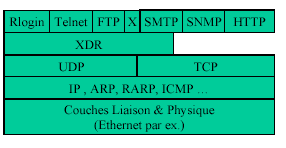 Rlogin Telnet FTP X SMTP SNMP HTTP
XDR
UDP TCP
IP , ARP, RARP, ICMP ...
Couches Liaison & Physique
(Ethernet par ex.)